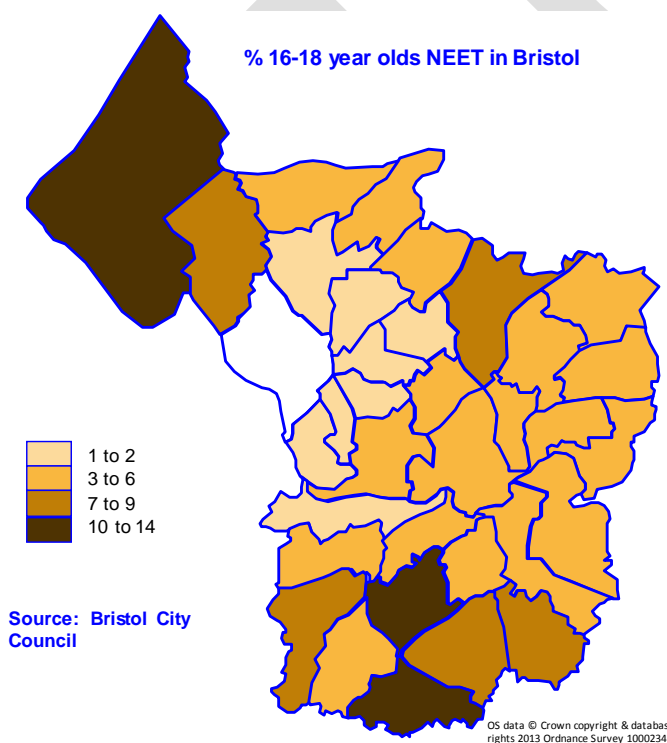 % 16-18 year olds NEET in Bristol
1 to 2
3 to 6
7 to 9
10 to 14
Source: Bristol City
Council
OS data © Crown copyright & databas
rights 2013 Ordnance Survey 1000234